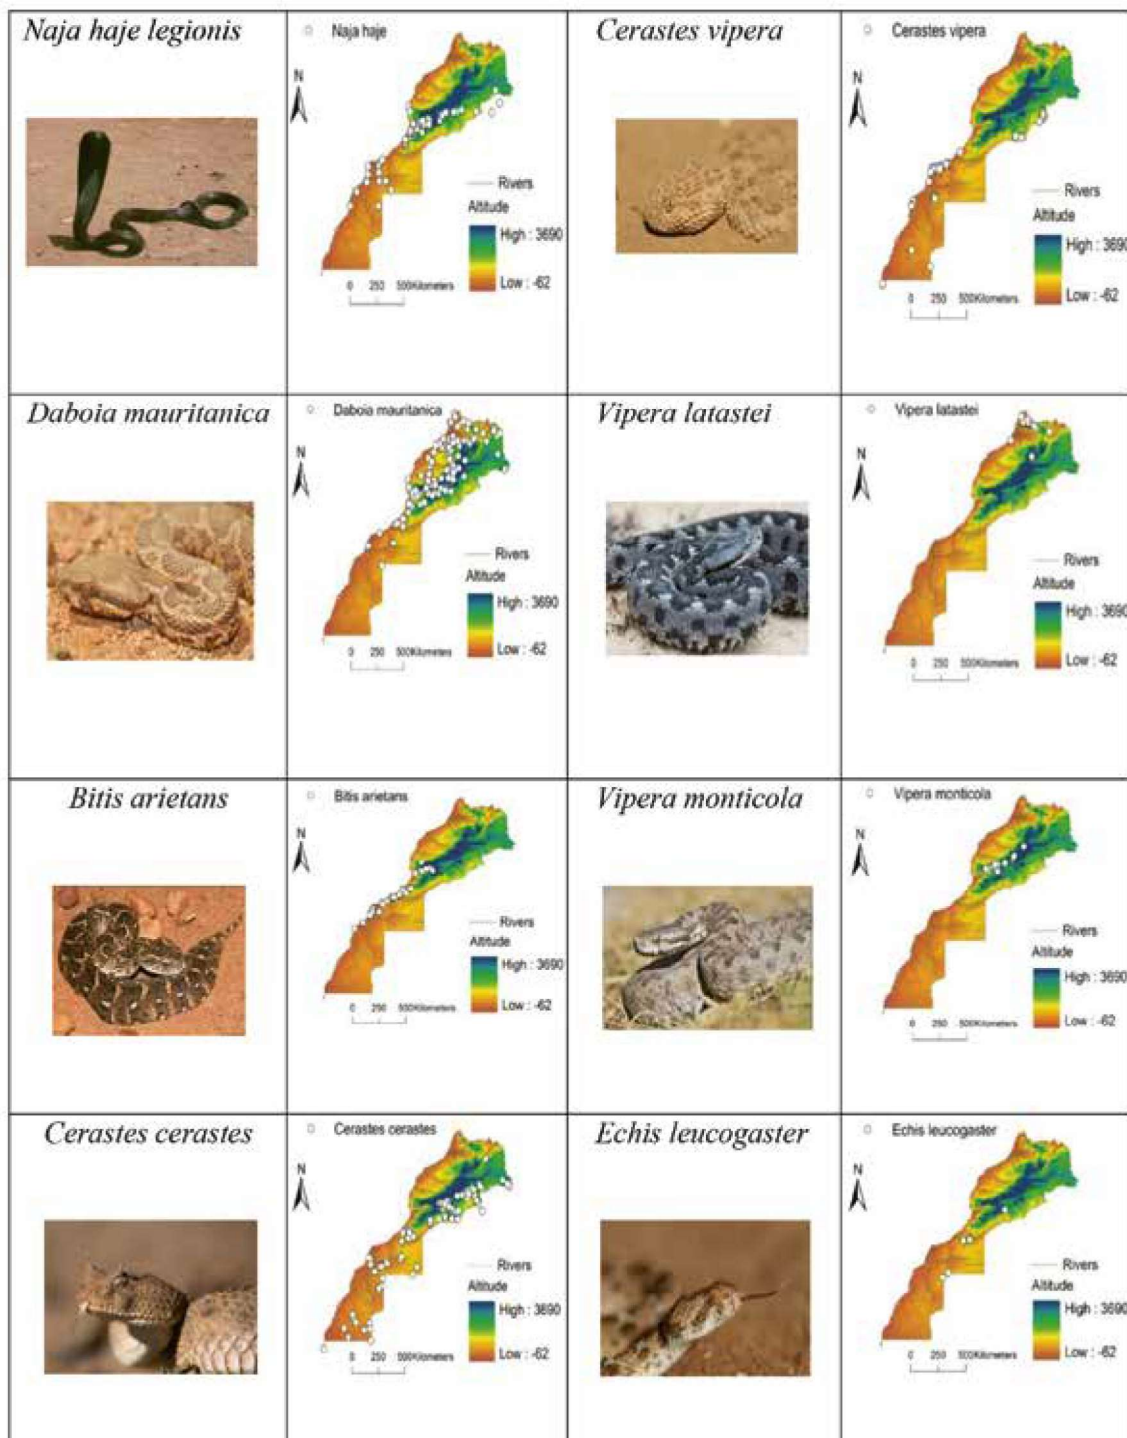 Naja haje legionis
Naja haje
N
Rivers
Altitude
High : 3690
Low : -62
0 250 500Kilometers
Cerastes vipera
Cerastes vipera
N
Rivers
Altitude
High : 3690
Low : -62
0 250 500Kilometers
Daboia mauritanica
Daboia mauritanica
N
Rivers
Altitude
High : 3690
Low : -62
0 250 500Kilometers
Vipera latastei
Vipera latastei
N
Rivers
Altitude
High : 3690
Low : -62
0 250 500Kilometers
Bitis arietans
Bitis arietans
N
Rivers
Altitude
High : 3690
Low : -62
0 250 500Kilometers
Vipera monticola
Vipera monticola
N
Rivers
Altitude
High : 3690
Low : -62
0 250 500Kilometers
Cerastes cerastes
Cerastes cerastes
N
Rivers
Altitude
High : 3690
Low : -62
0 250 500Kilometers
Echis leucogaster
Echis leucogaster
N
Rivers
Altitude
High : 3690
Low : -62
0 250 500Kilometers